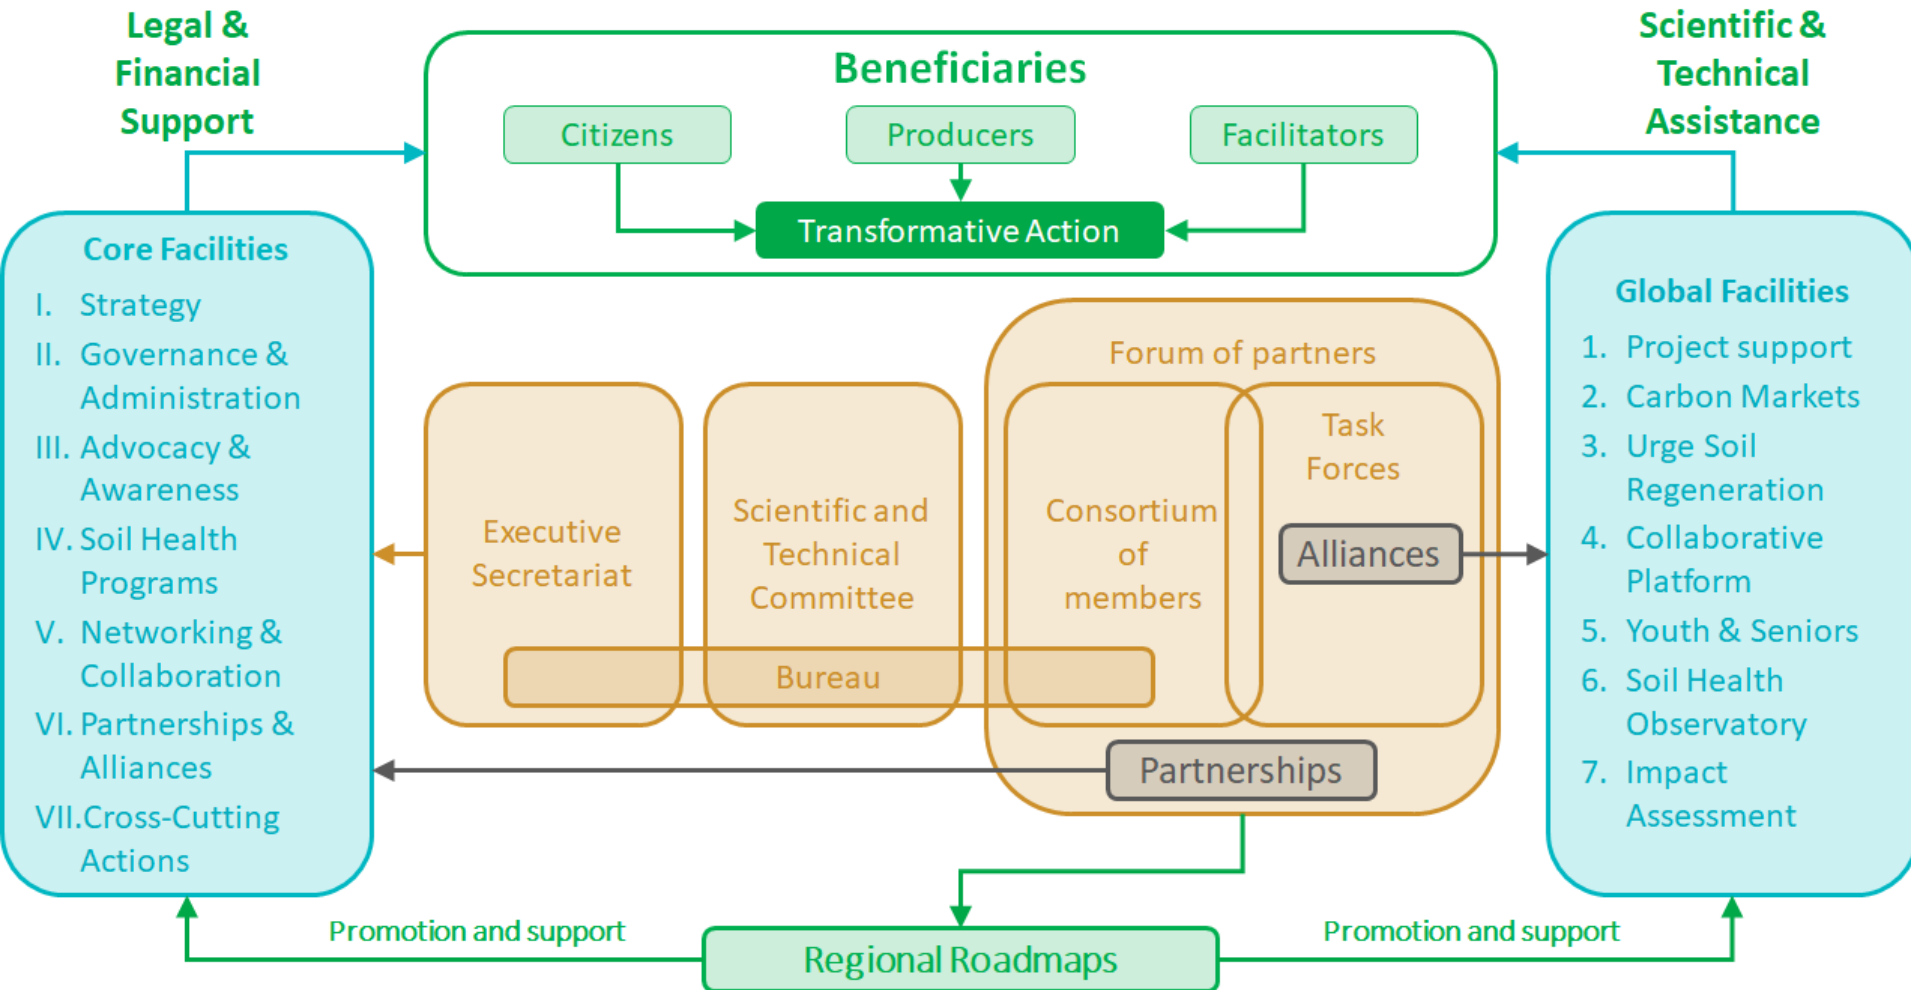 Legal &
Financial
Support
Beneficiaries
Citizens
Producers
Facilitators
Transformative Action
Scientific &
Technical
Assistance
Core Facilities
I. Strategy
II. Governance &
Administration
III. Advocacy &
Awareness
IV. Soil Health
Programs
V. Networking &
Collaboration
VI. Partnerships &
Alliances
VII.Cross-Cutting
Actions
Executive
Secretariat
Scientific and
Technical
Committee
Forum of partners
Consortium
of
members
Task
Forces
Alliances
Bureau
Partnerships
Global Facilities
1. Project support
2. Carbon Markets
3. Urge Soil
Regeneration
4. Collaborative
Platform
5. Youth & Seniors
6. Soil Health
Observatory
7. Impact
Assessment
Promotion and support
Regional Roadmaps
Promotion and support